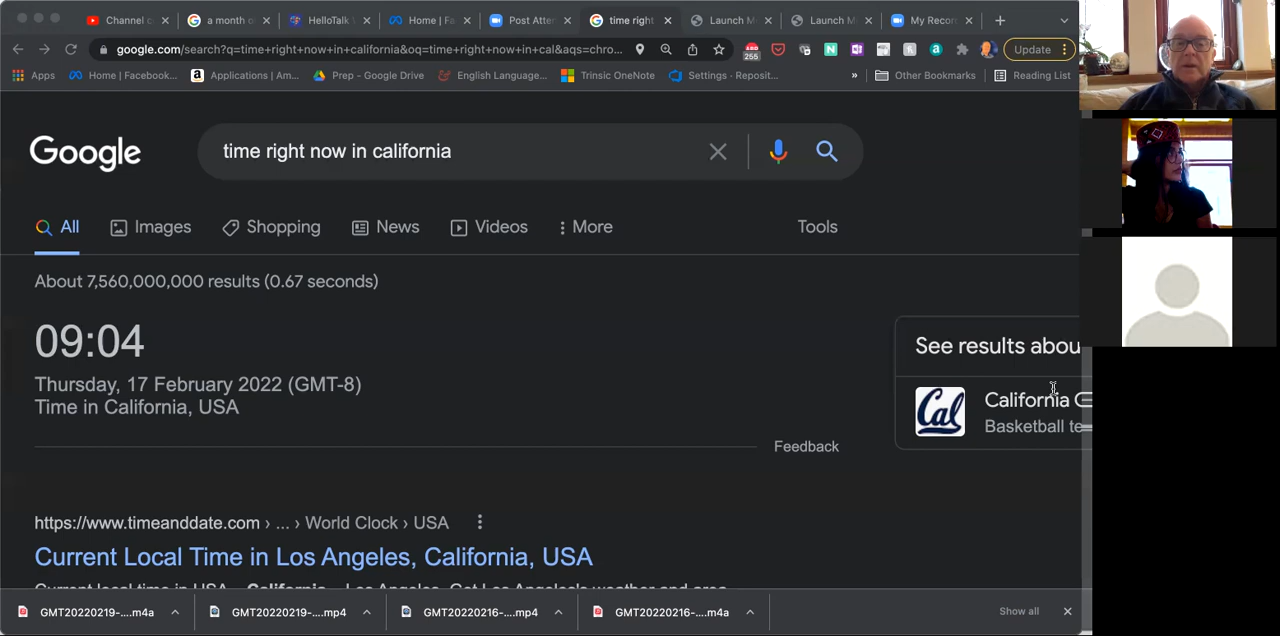 Channel c
a month o
HelloTalk
Home | Fa
Post Atter
time right
Launch M
Launch M
My Recor
google.com/search?q=time+right+now+in+california&oq=time+right+now+in+cal&aqs=chro...
255
Update
Apps
Home | Facebook...
Applications | Am...
Prep - Google Drive
English Language...
Trinsic OneNote
Settings · Reposit...
»
Other Bookmarks
Reading List
Google
time right now in california
All
Images
Shopping
News
Videos
More
Tools
About 7,560,000,000 results (0.67 seconds)
09:04
Thursday, 17 February 2022 (GMT-8)
Time in California, USA
Feedback
See results abou
Cal
California
Basketball te
https://www.timeanddate.com › ... › World Clock › USA
Current Local Time in Los Angeles, California, USA
GMT20220219-....m4a
GMT20220219-....mp4
GMT20220216-....mp4
GMT20220216-....m4a
Show all